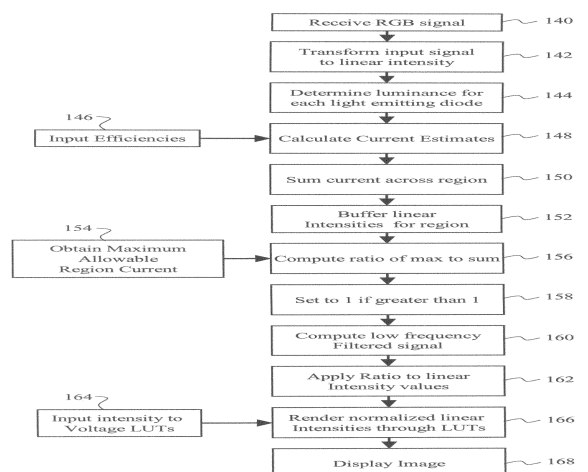 Receive RGB signal
140
Transform input signal
to linear intensity
142
Determine luminance for
each light emitting diode
144
146
Input Efficiencies
Calculate Current Estimates
148
Sum current across region
150
Buffer linear
Intensities for region
152
154
Obtain Maximum
Allowable
Region Current
Compute ratio of max to sum
156
Set to 1 if greater than 1
158
Compute low frequency
Filtered signal
160
Apply Ratio to linear
Intensity values
162
164
Input intensity to
Voltage LUTs
Render normalized linear
Intensities through LUTs
166
Display Image
168